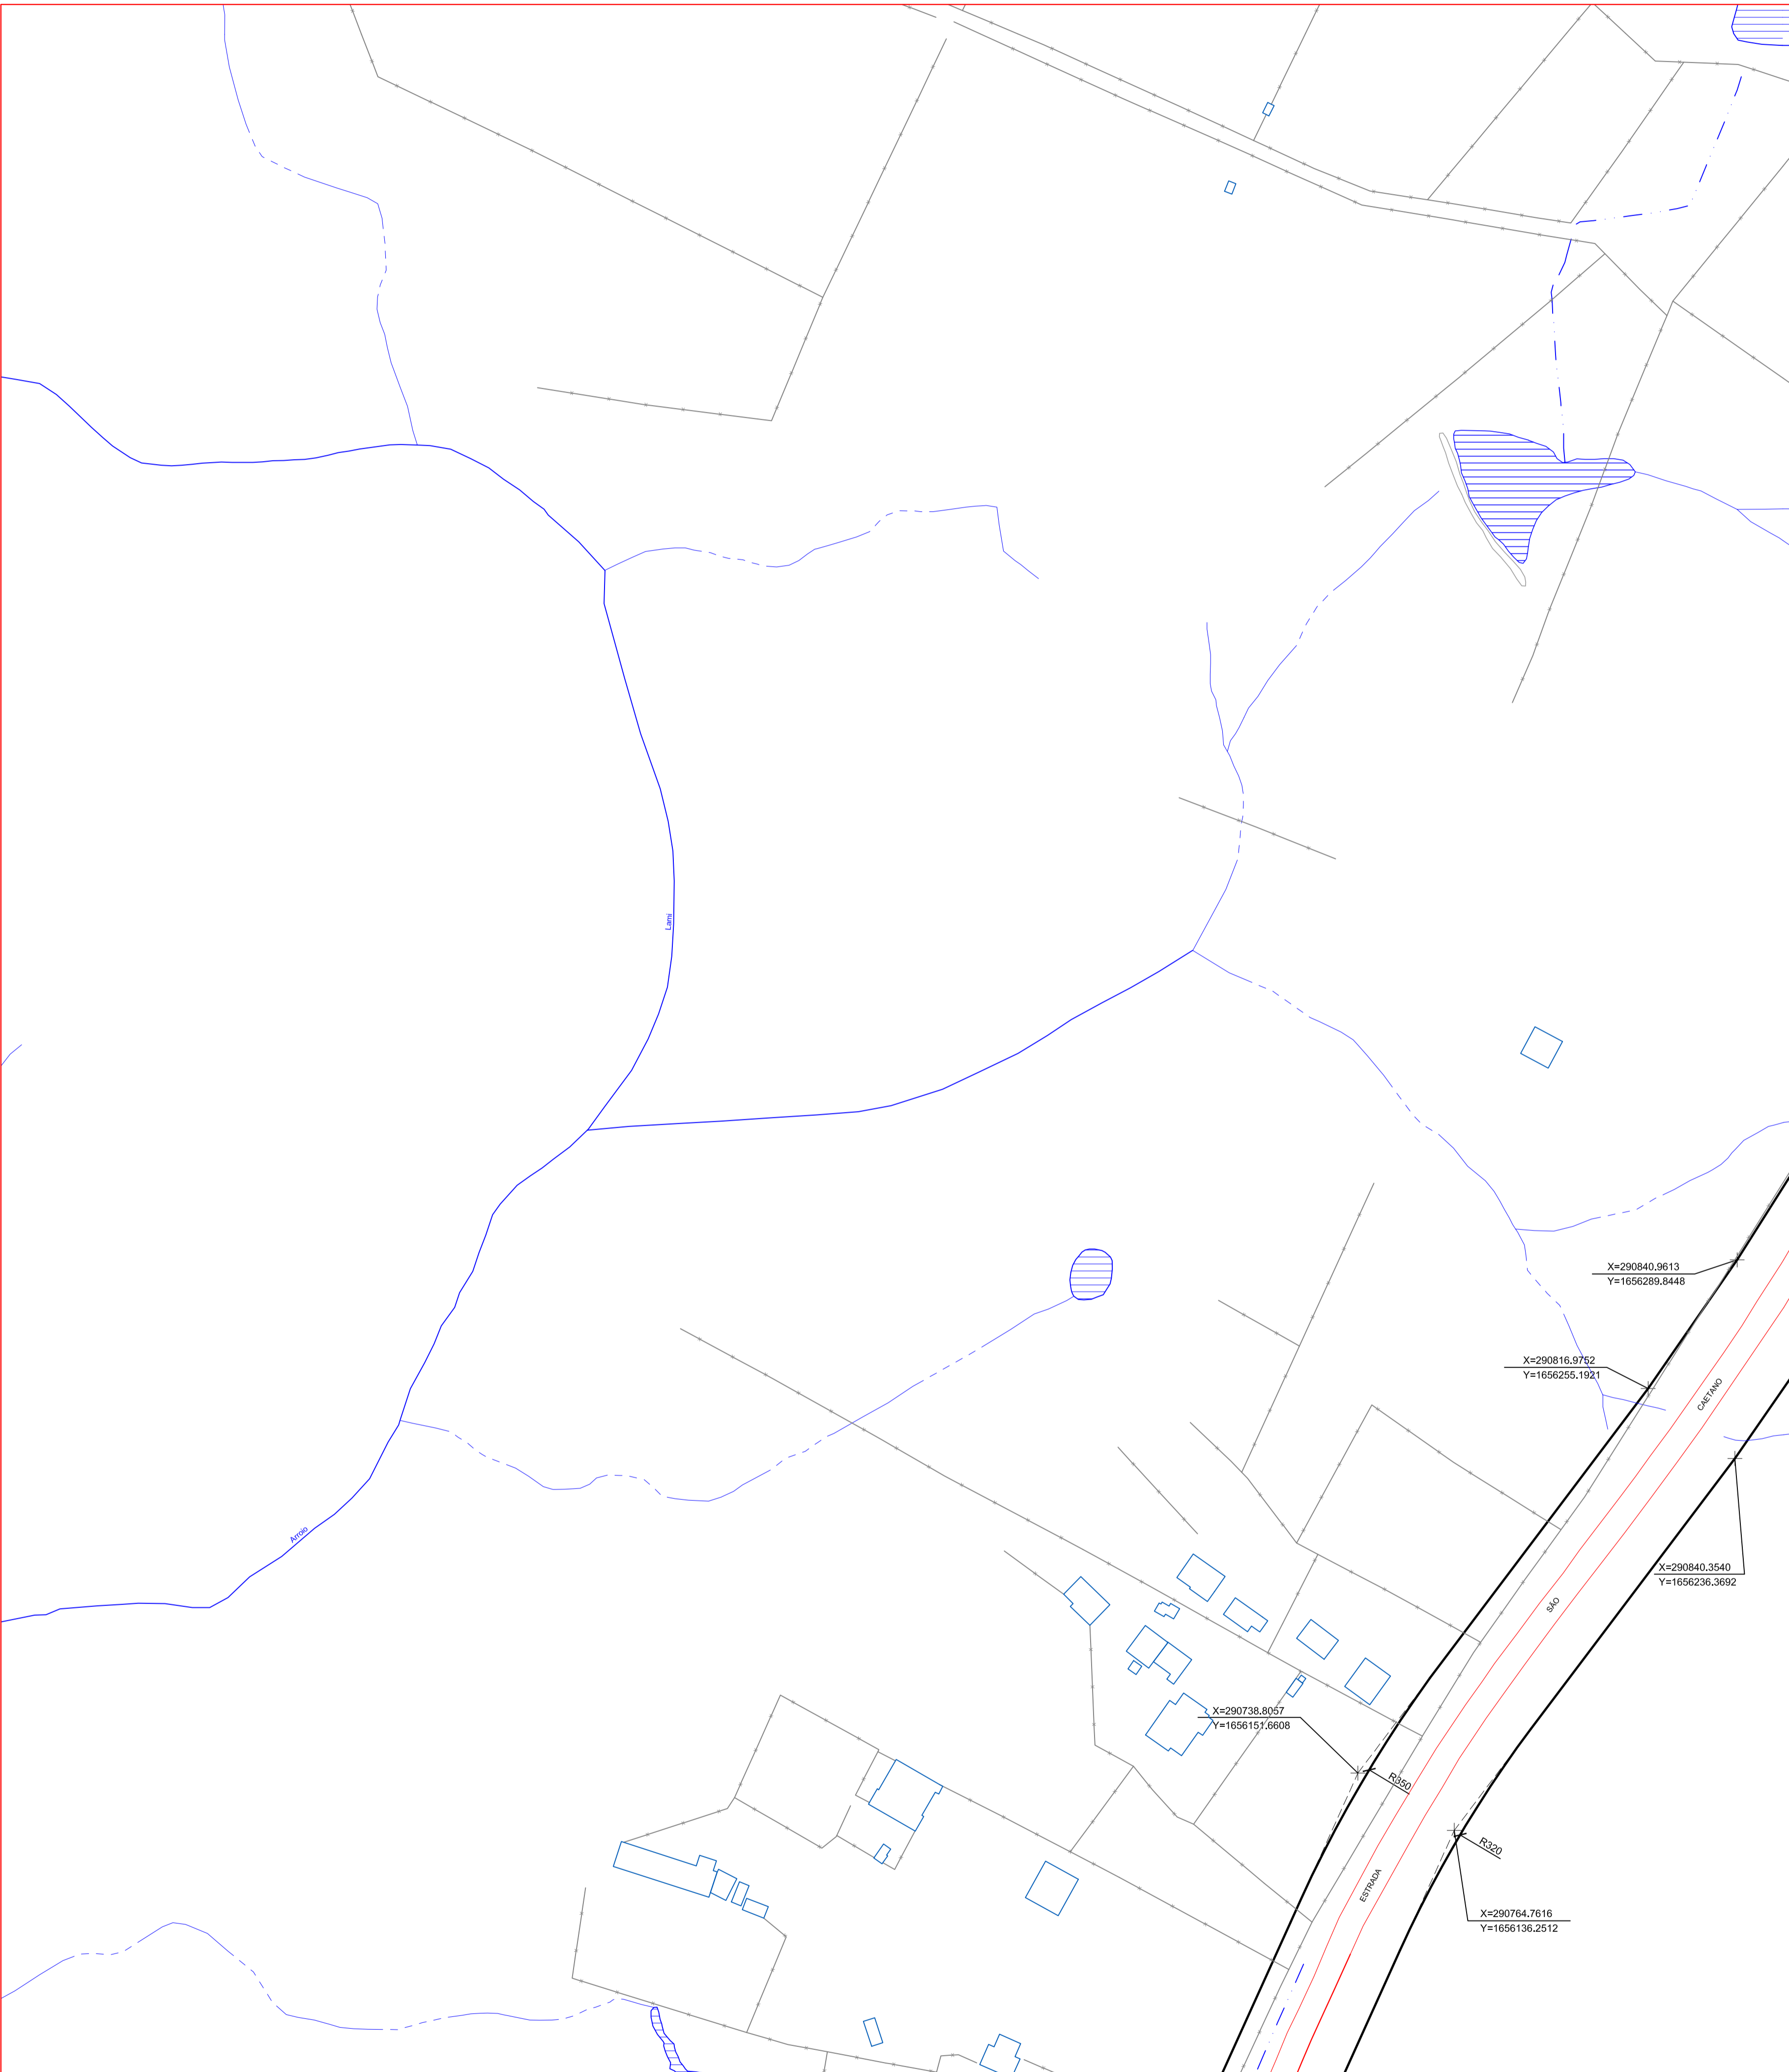 Lami
X=290840.9613
Y=1656289.8448
X=290816.9752
Y=1656255.1921
CAETANO
Arroio
X=290840.3540
Y=1656236.3692
SÃO
X=290738.8057
Y=1656151.6608
R350
R320
ESTRADA
X=290764.7616
Y=1656136.2512